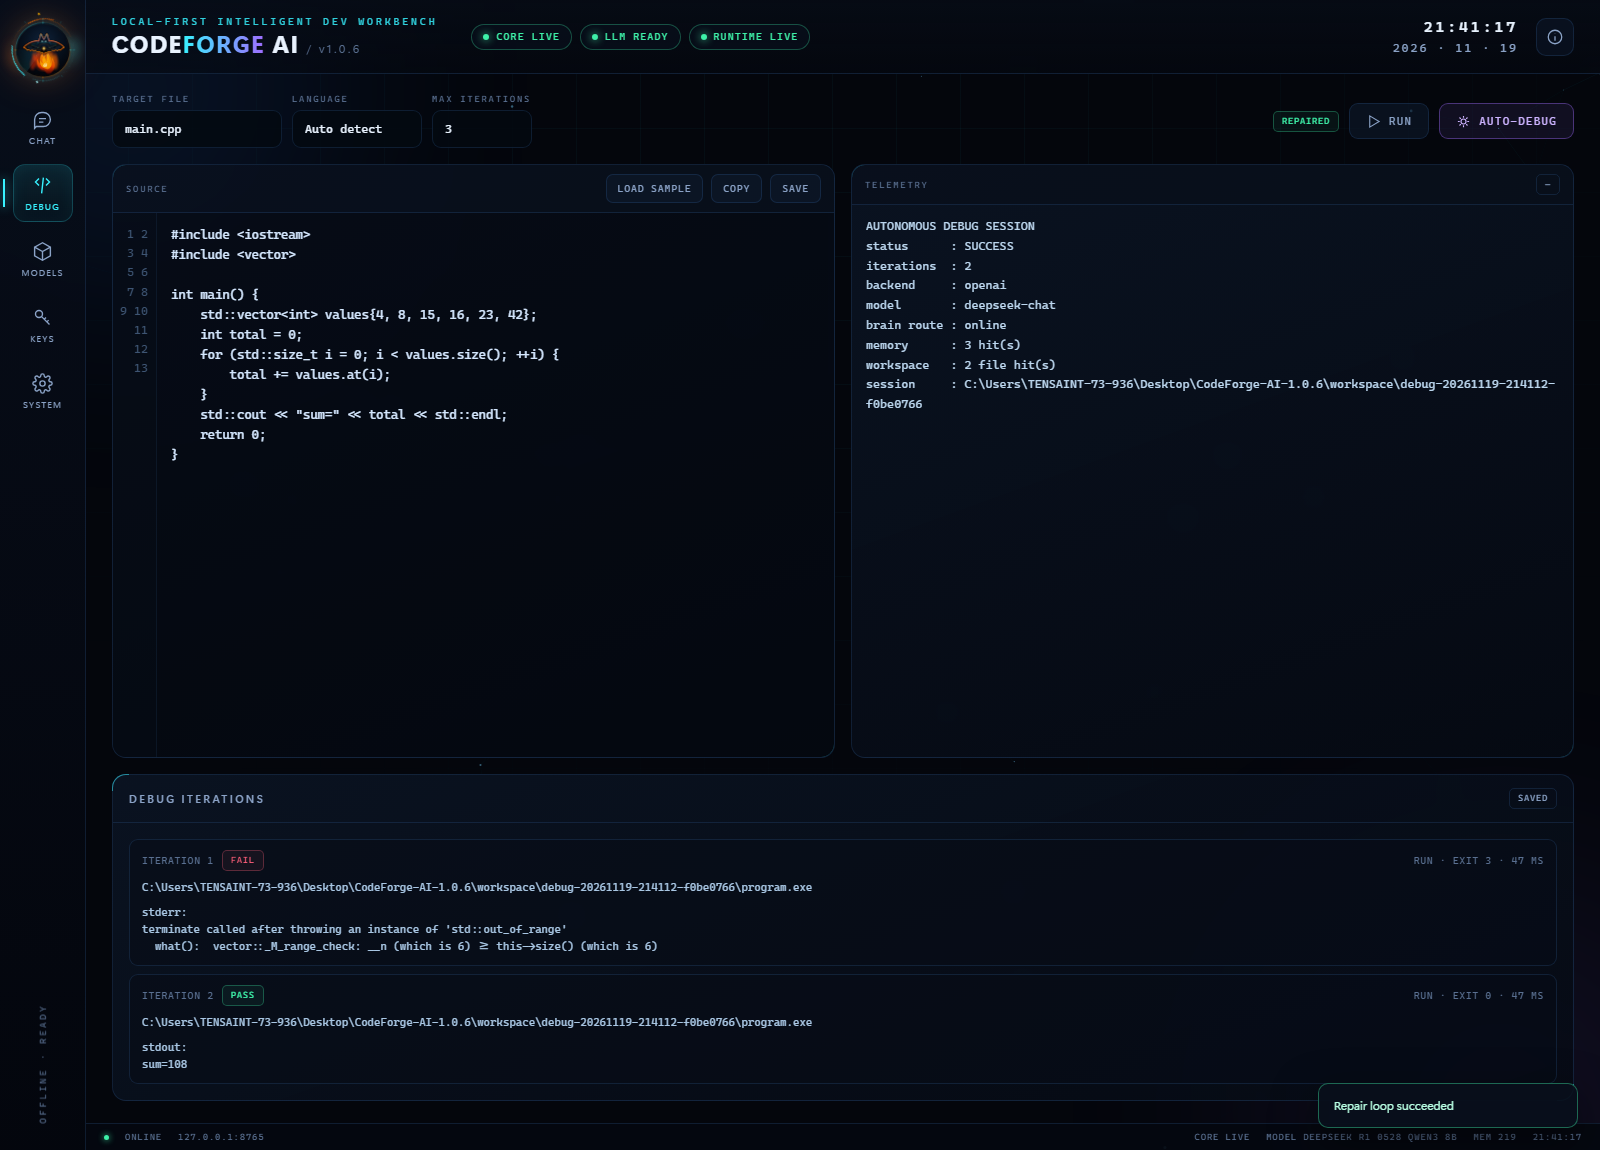 LOCAL-FIRST INTELLIGENT DEV WORKBENCH
CODEFORGE AI / v1.0.6
CORE LIVE
LLM READY
RUNTIME LIVE
21:41:17
2026 · 11 · 19
CHAT
DEBUG
MODELS
KEYS
SYSTEM
OFFLINE · READY
TARGET FILE
main.cpp
LANGUAGE
Auto detect
MAX ITERATIONS
3
REPAIRED
RUN
AUTO-DEBUG
SOURCE
LOAD SAMPLE
COPY
SAVE
1 2
3 4
5 6
7 8
9 10
11
12
13
#include <iostream>
#include <vector>
int main() {
    std::vector<int> values{4, 8, 15, 16, 23, 42};
    int total = 0;
    for (std::size_t i = 0; i < values.size(); ++i) {
        total += values.at(i);
    }
    std::cout << "sum=" << total << std::endl;
    return 0;
}
TELEMETRY
—
AUTONOMOUS DEBUG SESSION
status      : SUCCESS
iterations  : 2
backend     : openai
model       : deepseek-chat
brain route : online
memory      : 3 hit(s)
workspace   : 2 file hit(s)
session     : C:\Users\TENSAINT-73-936\Desktop\CodeForge-AI-1.0.6\workspace\debug-20261119-214112-
f0be0766
DEBUG ITERATIONS
SAVED
ITERATION 1 FAIL
RUN · EXIT 3 · 47 MS
C:\Users\TENSAINT-73-936\Desktop\CodeForge-AI-1.0.6\workspace\debug-20261119-214112-f0be0766\program.exe
stderr:
terminate called after throwing an instance of 'std::out_of_range'
  what():  vector::_M_range_check: __n (which is 6) >= this->size() (which is 6)
ITERATION 2 PASS
RUN · EXIT 0 · 47 MS
C:\Users\TENSAINT-73-936\Desktop\CodeForge-AI-1.0.6\workspace\debug-20261119-214112-f0be0766\program.exe
stdout:
sum=108
Repair loop succeeded
ONLINE 127.0.0.1:8765
CORE LIVE MODEL DEEPSEEK R1 0528 QWEN3 8B MEM 219 21:41:17